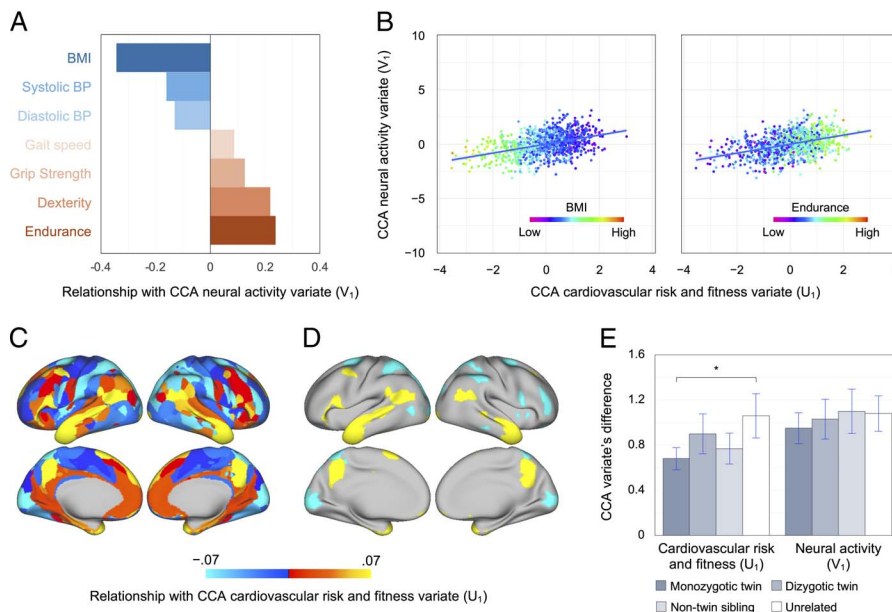 A
BMI
Systolic BP
Diastolic BP
Gait speed
Grip Strength
Dexterity
Endurance
-0.4 -0.2 0 0.2 0.4
Relationship with CCA neural activity variate (V1)
B
CCA neural activity variate (V1)
10
5
0
−5
−10
BMI
Low High
Endurance
Low High
−4 −2 0 2 4 −4 −2 0 2
CCA cardiovascular risk and fitness variate (U1)
C
D
−.07 .07
Relationship with CCA cardiovascular risk and fitness variate (U1)
E
CCA variate's difference
1.6
1.2
0.8
0.4
0
*
Cardiovascular risk
and fitness (U1)
Neural activity
(V1)
Monozygotic twin Dizygotic twin
Non-twin sibling Unrelated